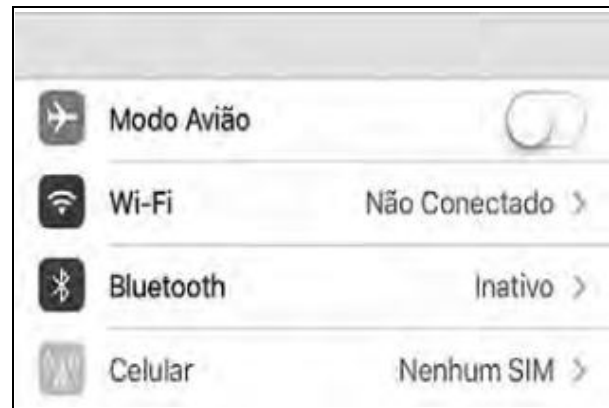 Modo Avião
Wi-Fi Não Conectado
Bluetooth Inativo
Celular Nenhum SIM